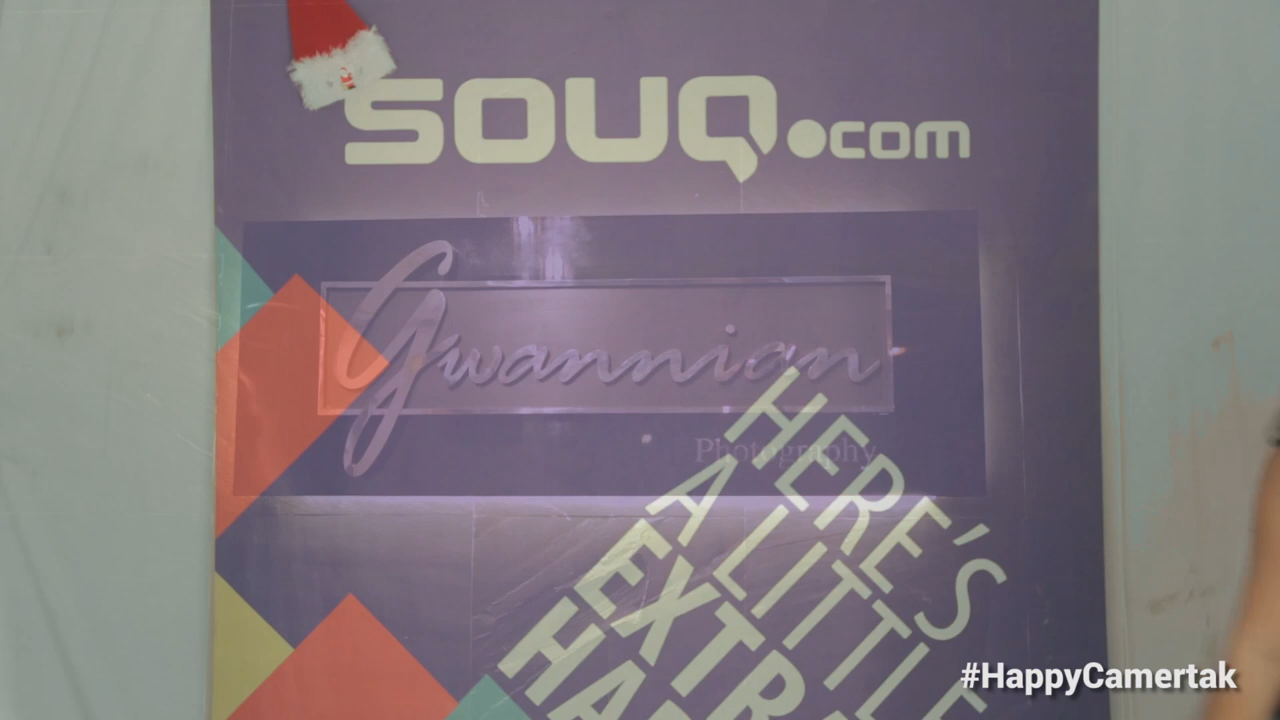 SOUQ.com
Gwannian
Photography
HERE'S
A LITTLE
EXTRA
#HappyCamertak